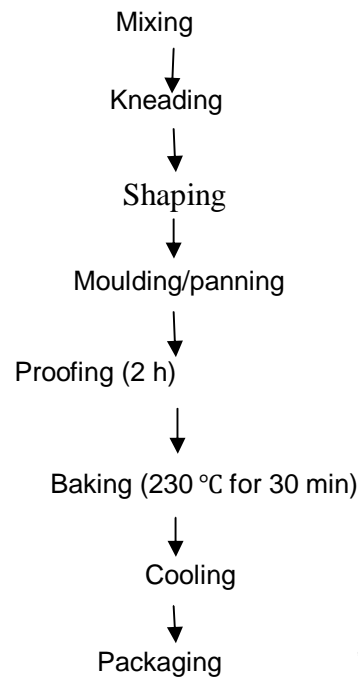 Mixing
Kneading
Shaping
Moulding/panning
Proofing (2 h)
Baking (230 ℃ for 30 min)
Cooling
Packaging